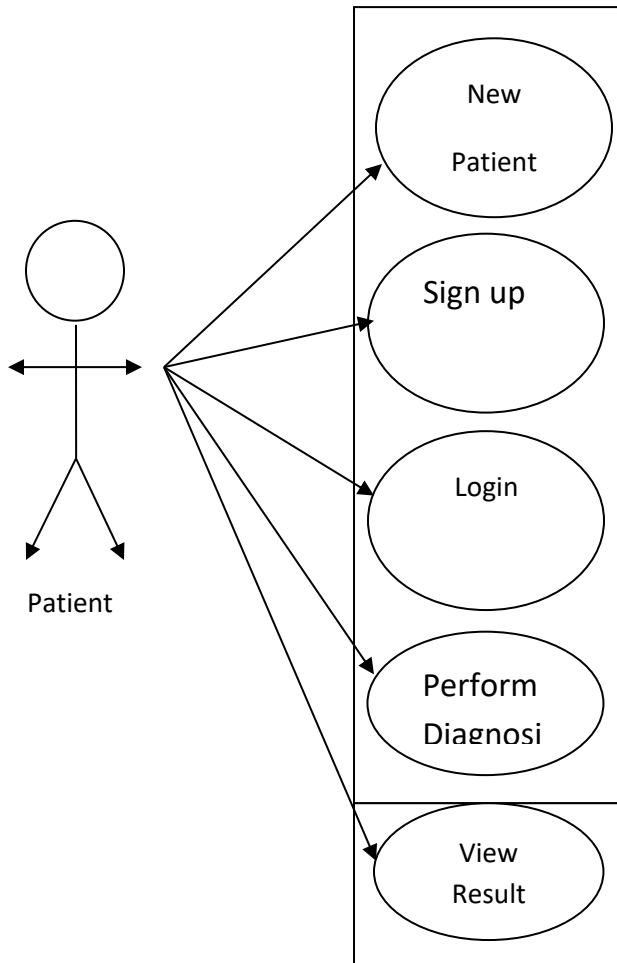 New
Patient
Sign up
Login
Patient
Perform
Diagnosi
View
Result